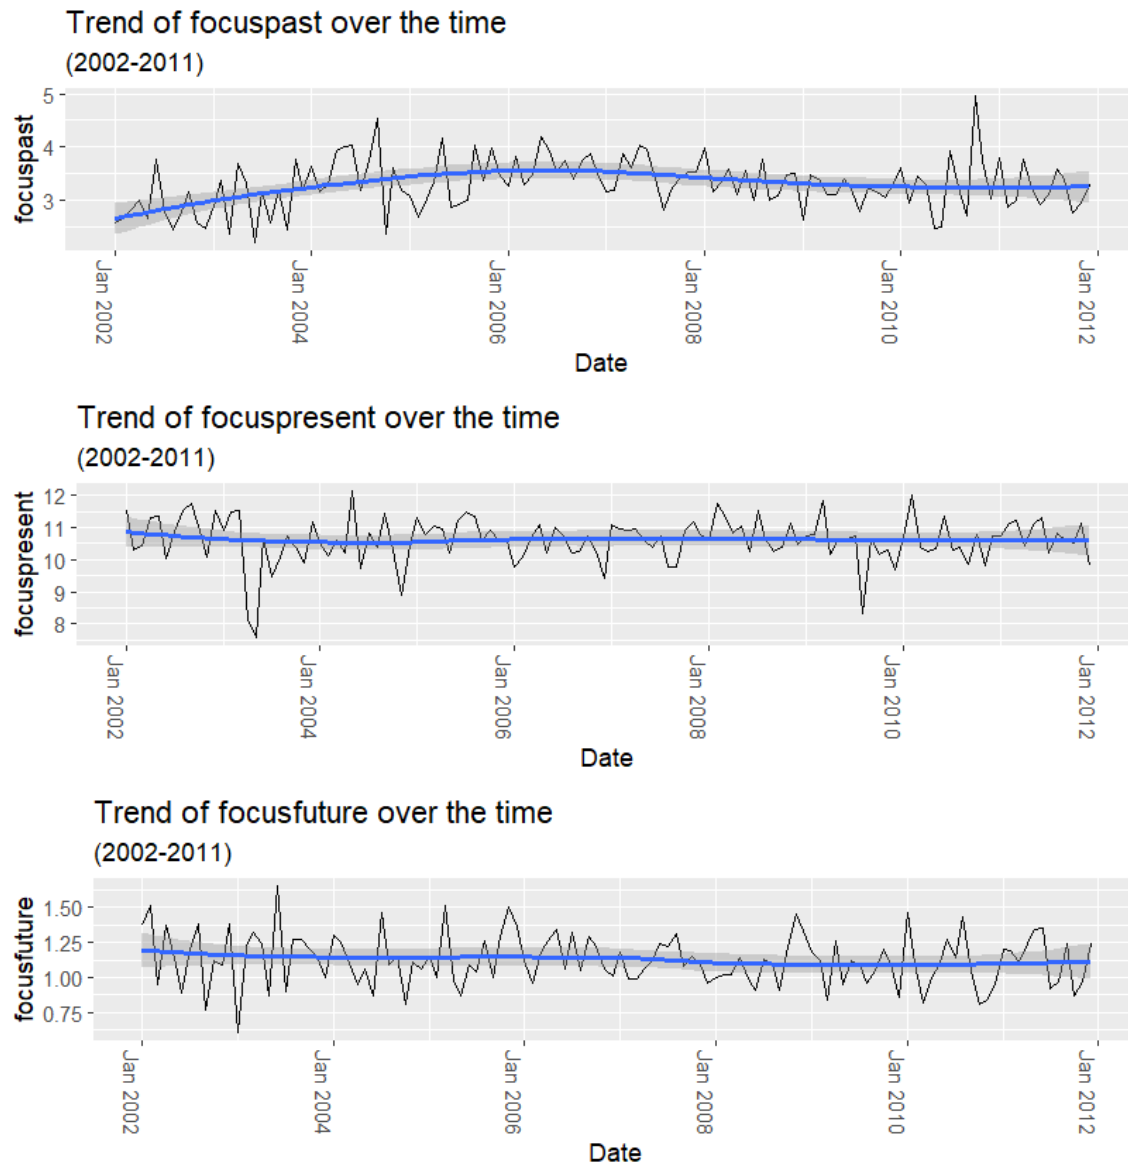 Trend of focuspast over the time
(2002-2011)
focuspast
5
4
3
Jan 2002
Jan 2004
Jan 2006
Jan 2008
Jan 2010
Jan 2012
Date
Trend of focuspresent over the time
(2002-2011)
focuspresent
12
11
10
9
8
Jan 2002
Jan 2004
Jan 2006
Jan 2008
Jan 2010
Jan 2012
Date
Trend of focusfuture over the time
(2002-2011)
focusfuture
1.50
1.25
1.00
0.75
Jan 2002
Jan 2004
Jan 2006
Jan 2008
Jan 2010
Jan 2012
Date